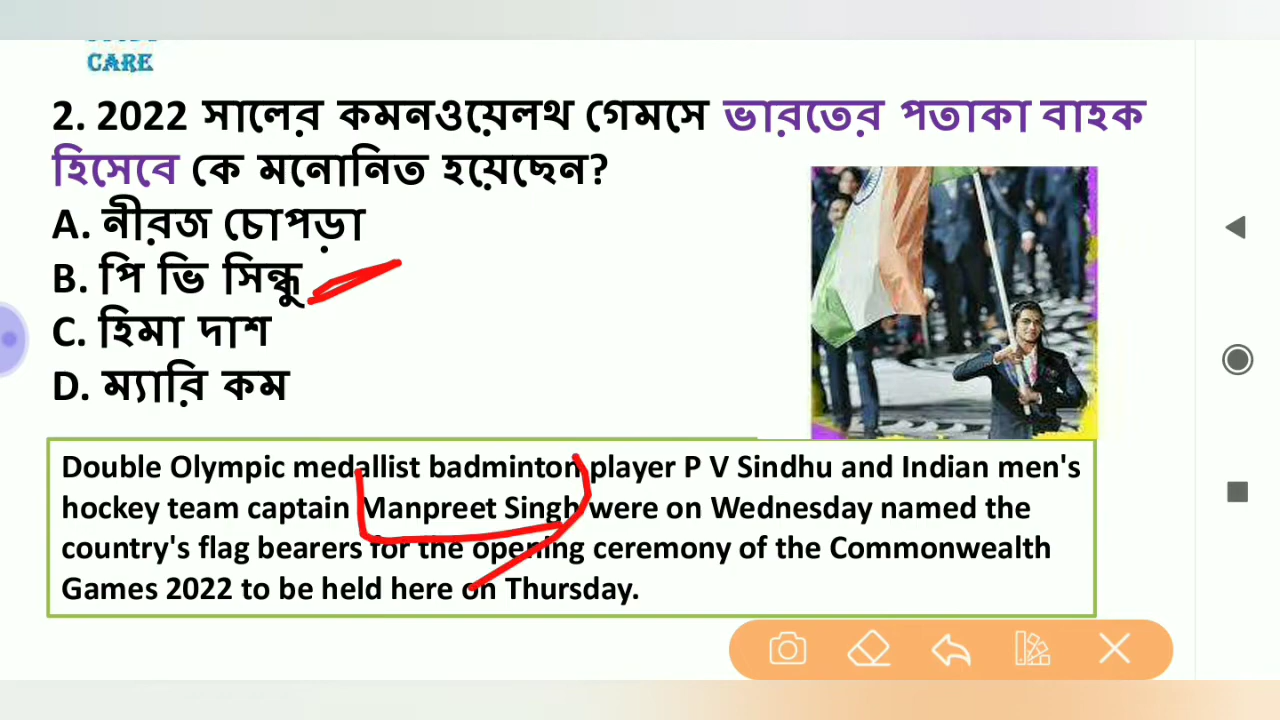 CARE
2. 2022 সালের কমনওয়েলথ গেমসে ভারতের পতাকা বাহক
হিসেবে কে মনোনিত হয়েছেন?
A. নীরজ চোপড়া
B. পি ভি সিন্ধু
C. হিমা দাশ
D. ম্যারি কম
Double Olympic medallist badminton player P V Sindhu and Indian men's
hockey team captain Manpreet Singh were on Wednesday named the
country's flag bearers for the opening ceremony of the Commonwealth
Games 2022 to be held here on Thursday.